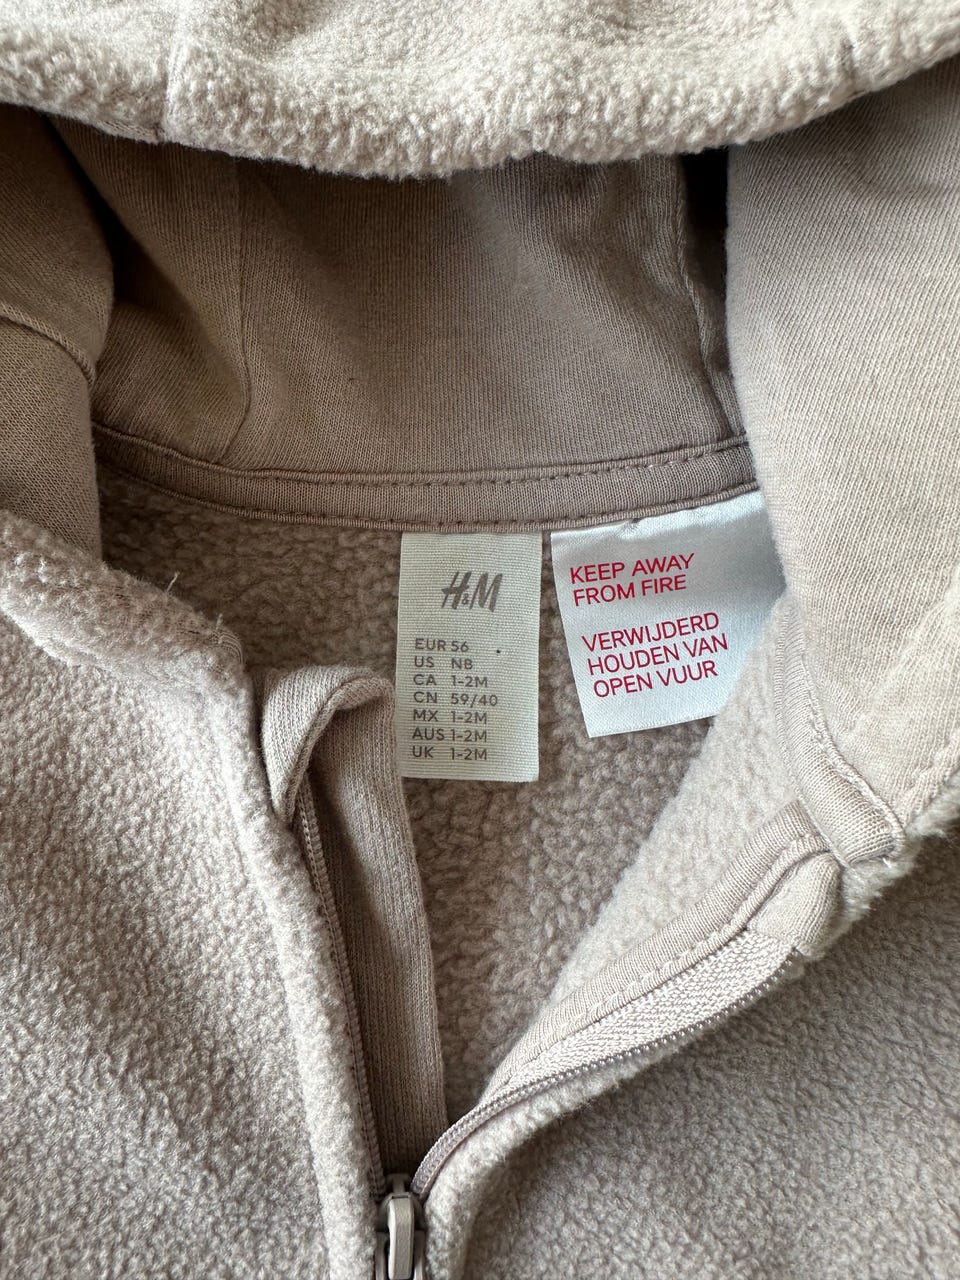 H&M
EUR 56
US NB
CA 1-2M
CN 59/40
MX 1-2M
AUS 1-2M
UK 1-2M
KEEP AWAY
FROM FIRE
VERWIJDERD
HOUDEN VAN
OPEN VUUR